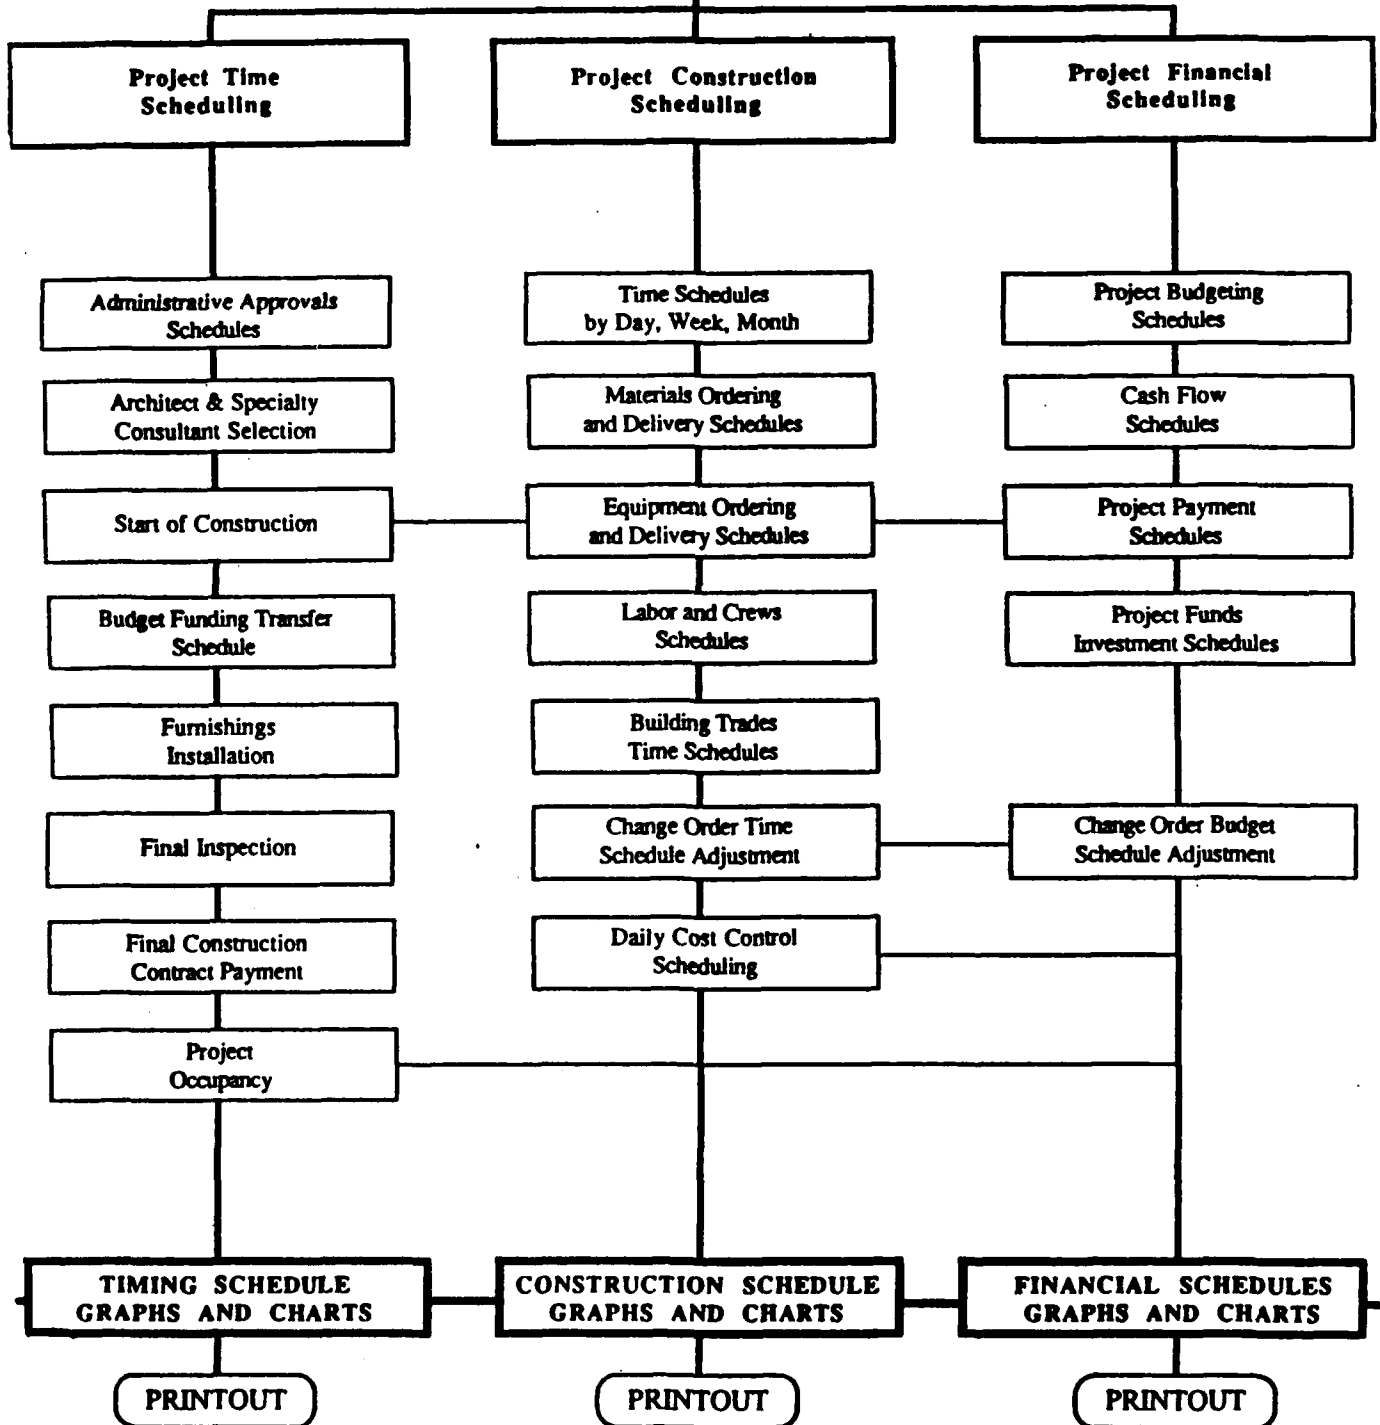 Project Time
Scheduling
Project Construction
Scheduling
Project Financial
Scheduling
Administrative Approvals
Schedules
Architect & Specialty
Consultant Selection
Start of Construction
Budget Funding Transfer
Schedule
Furnishings
Installation
Final Inspection
Final Construction
Contract Payment
Project
Occupancy
Time Schedules
by Day, Week, Month
Materials Ordering
and Delivery Schedules
Equipment Ordering
and Delivery Schedules
Labor and Crews
Schedules
Building Trades
Time Schedules
Change Order Time
Schedule Adjustment
Daily Cost Control
Scheduling
Project Budgeting
Schedules
Cash Flow
Schedules
Project Payment
Schedules
Project Funds
Investment Schedules
Change Order Budget
Schedule Adjustment
TIMING SCHEDULE
GRAPHS AND CHARTS
CONSTRUCTION SCHEDULE
GRAPHS AND CHARTS
FINANCIAL SCHEDULES
GRAPHS AND CHARTS
PRINTOUT
PRINTOUT
PRINTOUT